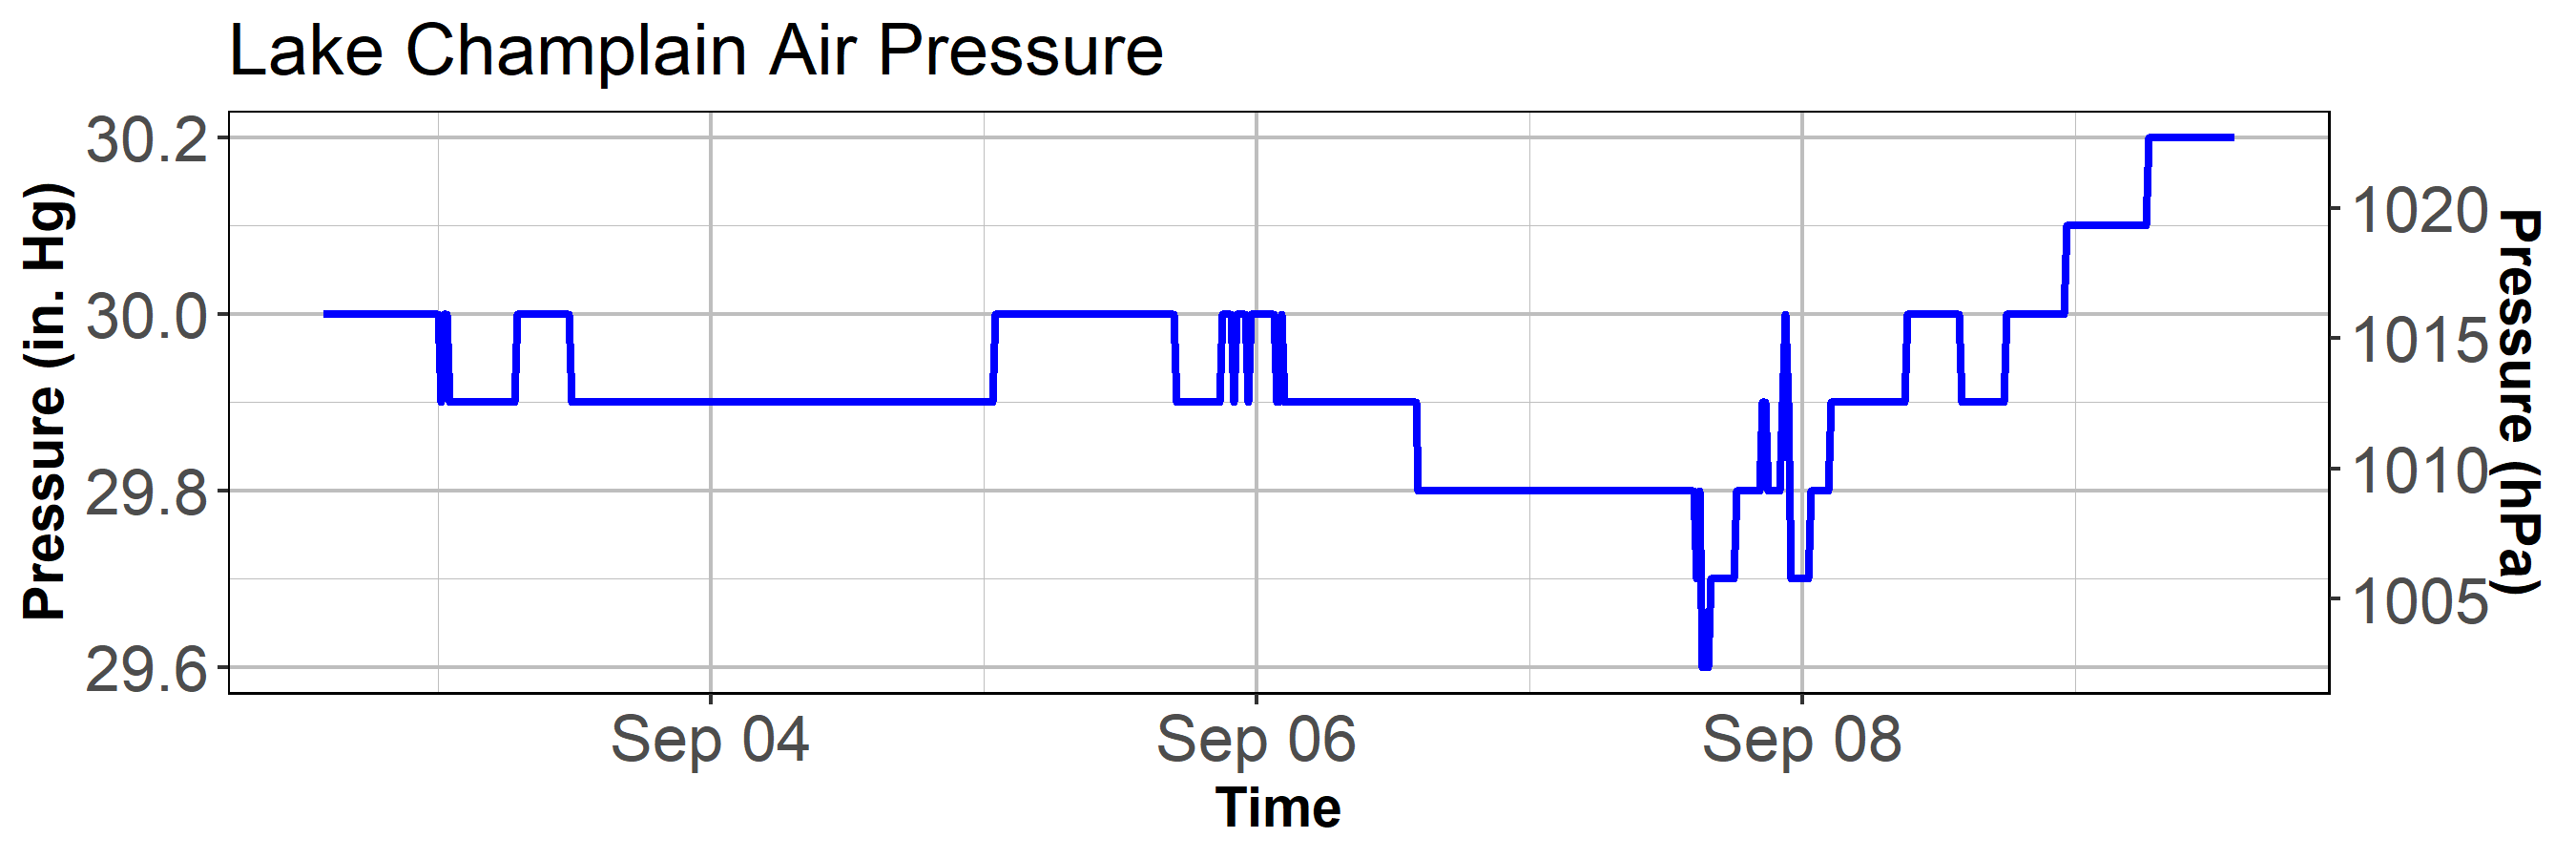 Lake Champlain Air Pressure
Pressure (in. Hg)
30.2
30.0
29.8
29.6
1020
1015
1010
1005
Pressure (hPa)
Sep 04 Sep 06 Sep 08
Time